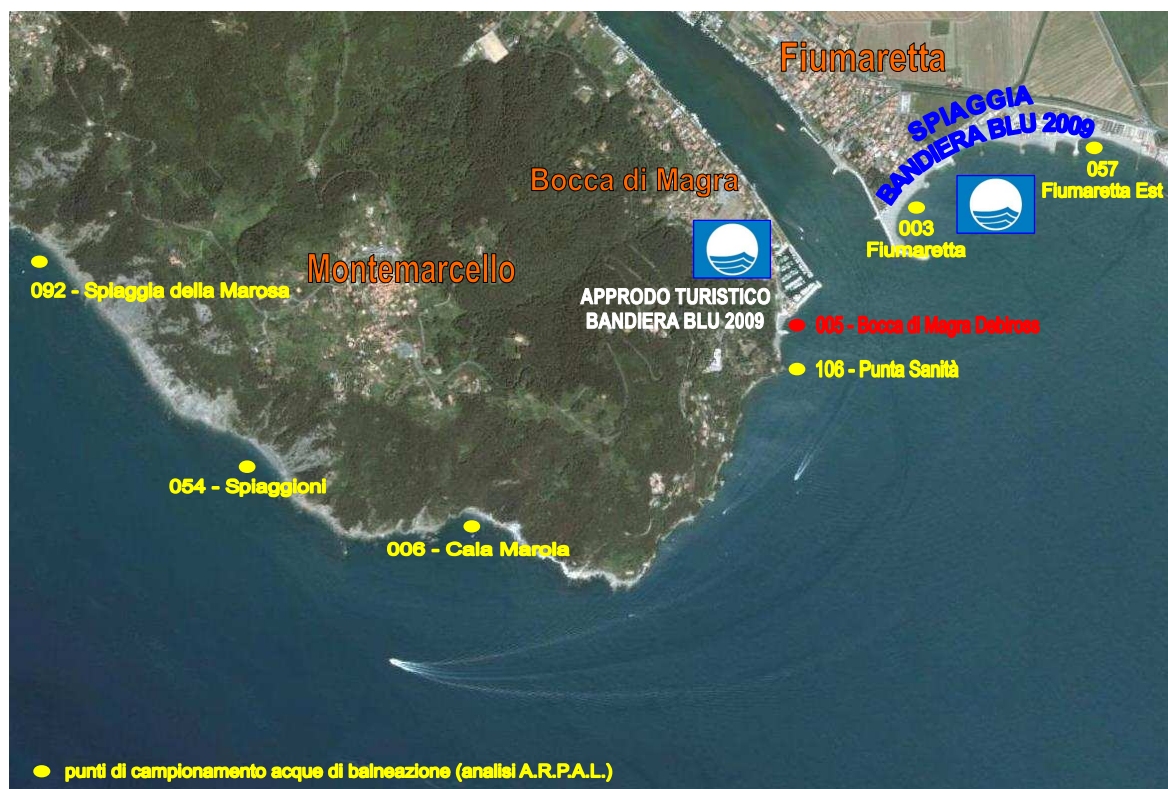 Fiumaretta
SPIAGGIA
BANDIERA BLU 2009
057
Fiumaretta Est
Bocca di Magra
003
Fiumaretta
Montemarcello
092 - Spiaggia della Marosa
APPRODO TURISTICO
BANDIERA BLU 2009
005 - Bocca di Magra Debiross
106 - Punta Sanità
054 - Spiaggioni
006 - Cala Marola
punti di campionamento acque di balneazione (analisi A.R.P.A.L.)